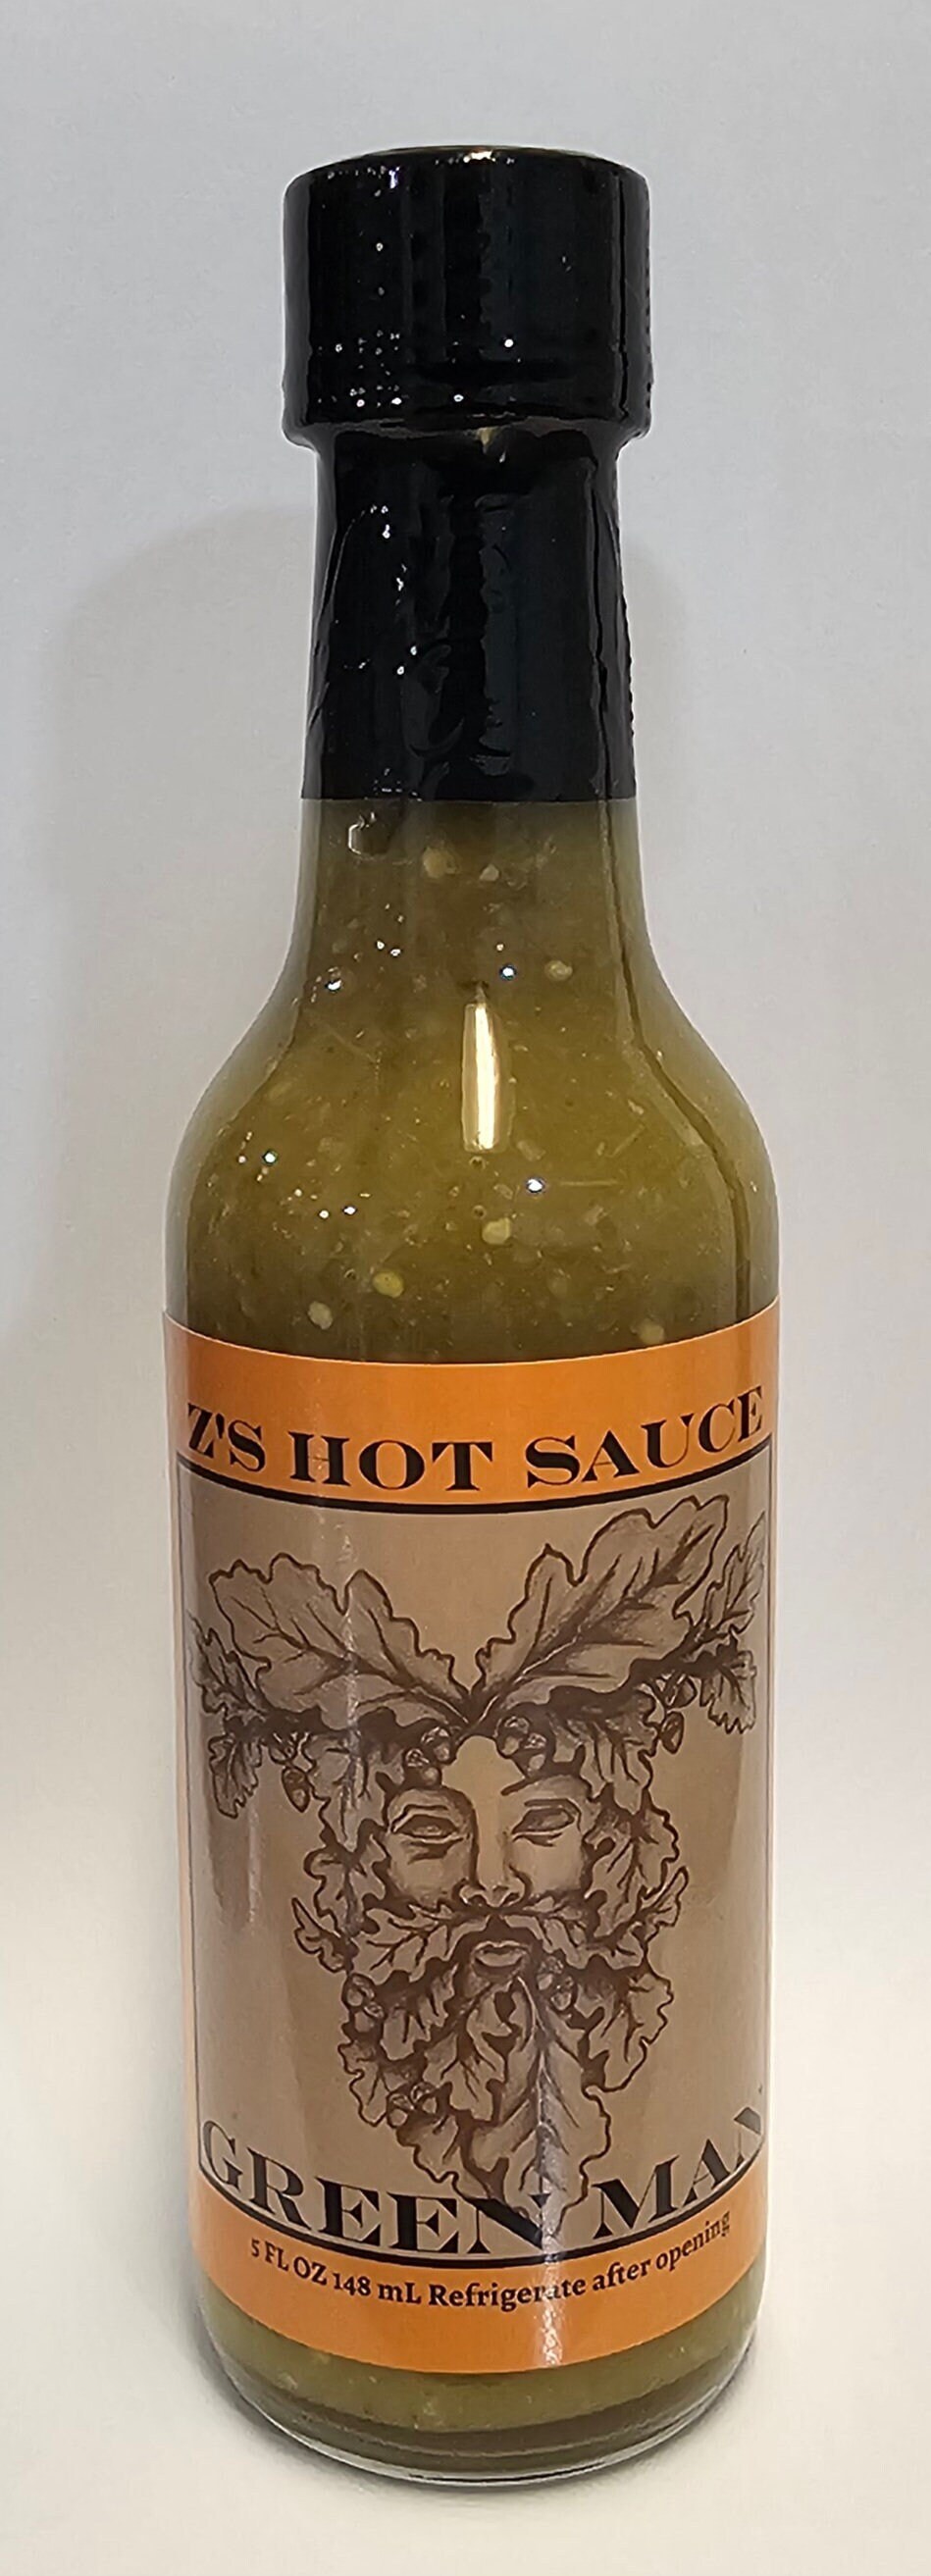 Z'S HOT SAUCE
GREEN MAN
5 FL OZ 148 mL Refrigerate after opening